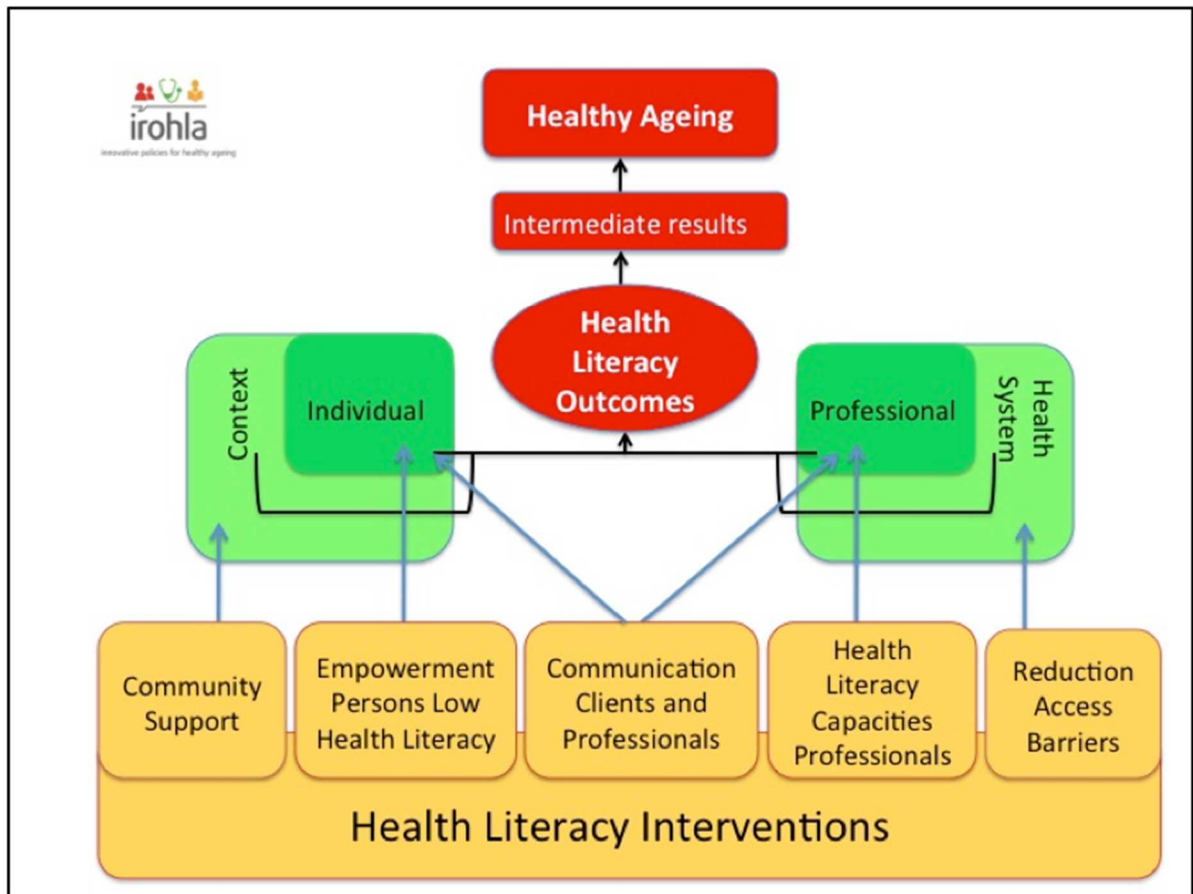 irohla
innovative policies for healthy ageing
Healthy Ageing
Intermediate results
Health
Literacy
Outcomes
Context
Individual
Professional
Health
System
Community
Support
Empowerment
Persons Low
Health Literacy
Communication
Clients and
Professionals
Health
Literacy
Capacities
Professionals
Reduction
Access
Barriers
Health Literacy Interventions